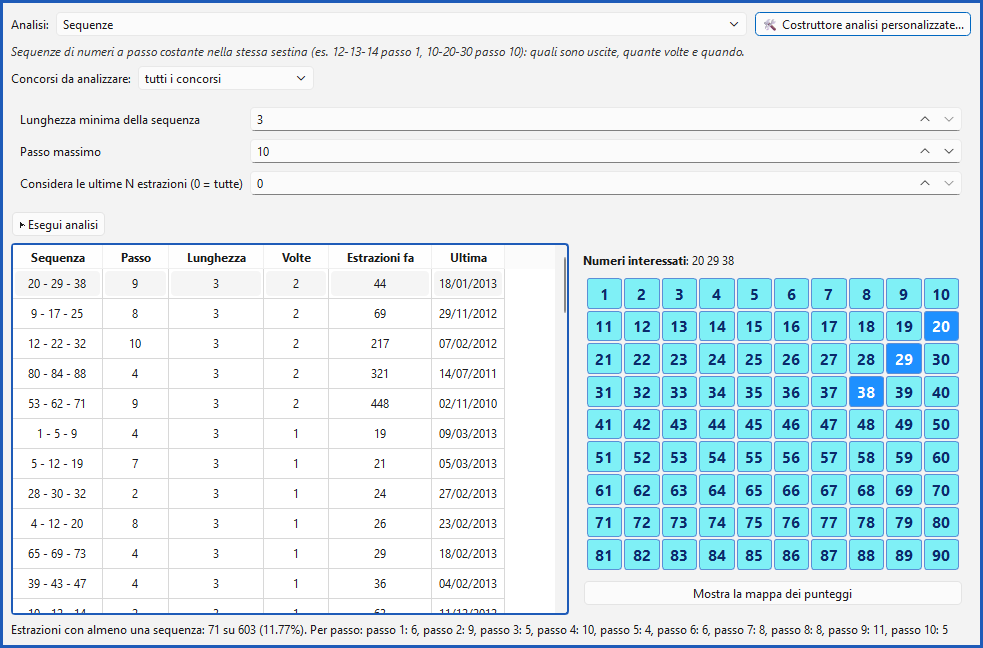 Analisi: Sequenze Costruttore analisi personalizzate...
Sequenze di numeri a passo costante nella stessa sestina (es. 12-13-14 passo 1, 10-20-30 passo 10): quali sono uscite, quante volte e quando.
Concorsi da analizzare: tutti i concorsi
Lunghezza minima della sequenza 3
Passo massimo 10
Considera le ultime N estrazioni (0 = tutte) 0
Esegui analisi
Sequenza Passo Lunghezza Volte Estrazioni fa Ultima
20 - 29 - 38 9 3 2 44 18/01/2013
9 - 17 - 25 8 3 2 69 29/11/2012
12 - 22 - 32 10 3 2 217 07/02/2012
80 - 84 - 88 4 3 2 321 14/07/2011
53 - 62 - 71 9 3 2 448 02/11/2010
1 - 5 - 9 4 3 1 19 09/03/2013
5 - 12 - 19 7 3 1 21 05/03/2013
28 - 30 - 32 2 3 1 24 27/02/2013
4 - 12 - 20 8 3 1 26 23/02/2013
65 - 69 - 73 4 3 1 29 18/02/2013
39 - 43 - 47 4 3 1 36 04/02/2013
Numeri interessati: 20 29 38
1 2 3 4 5 6 7 8 9 10
11 12 13 14 15 16 17 18 19 20
21 22 23 24 25 26 27 28 29 30
31 32 33 34 35 36 37 38 39 40
41 42 43 44 45 46 47 48 49 50
51 52 53 54 55 56 57 58 59 60
61 62 63 64 65 66 67 68 69 70
71 72 73 74 75 76 77 78 79 80
81 82 83 84 85 86 87 88 89 90
Mostra la mappa dei punteggi
Estrazioni con almeno una sequenza: 71 su 603 (11.77%). Per passo: passo 1: 6, passo 2: 9, passo 3: 5, passo 4: 10, passo 5: 4, passo 6: 6, passo 7: 8, passo 8: 8, passo 9: 11, passo 10: 5